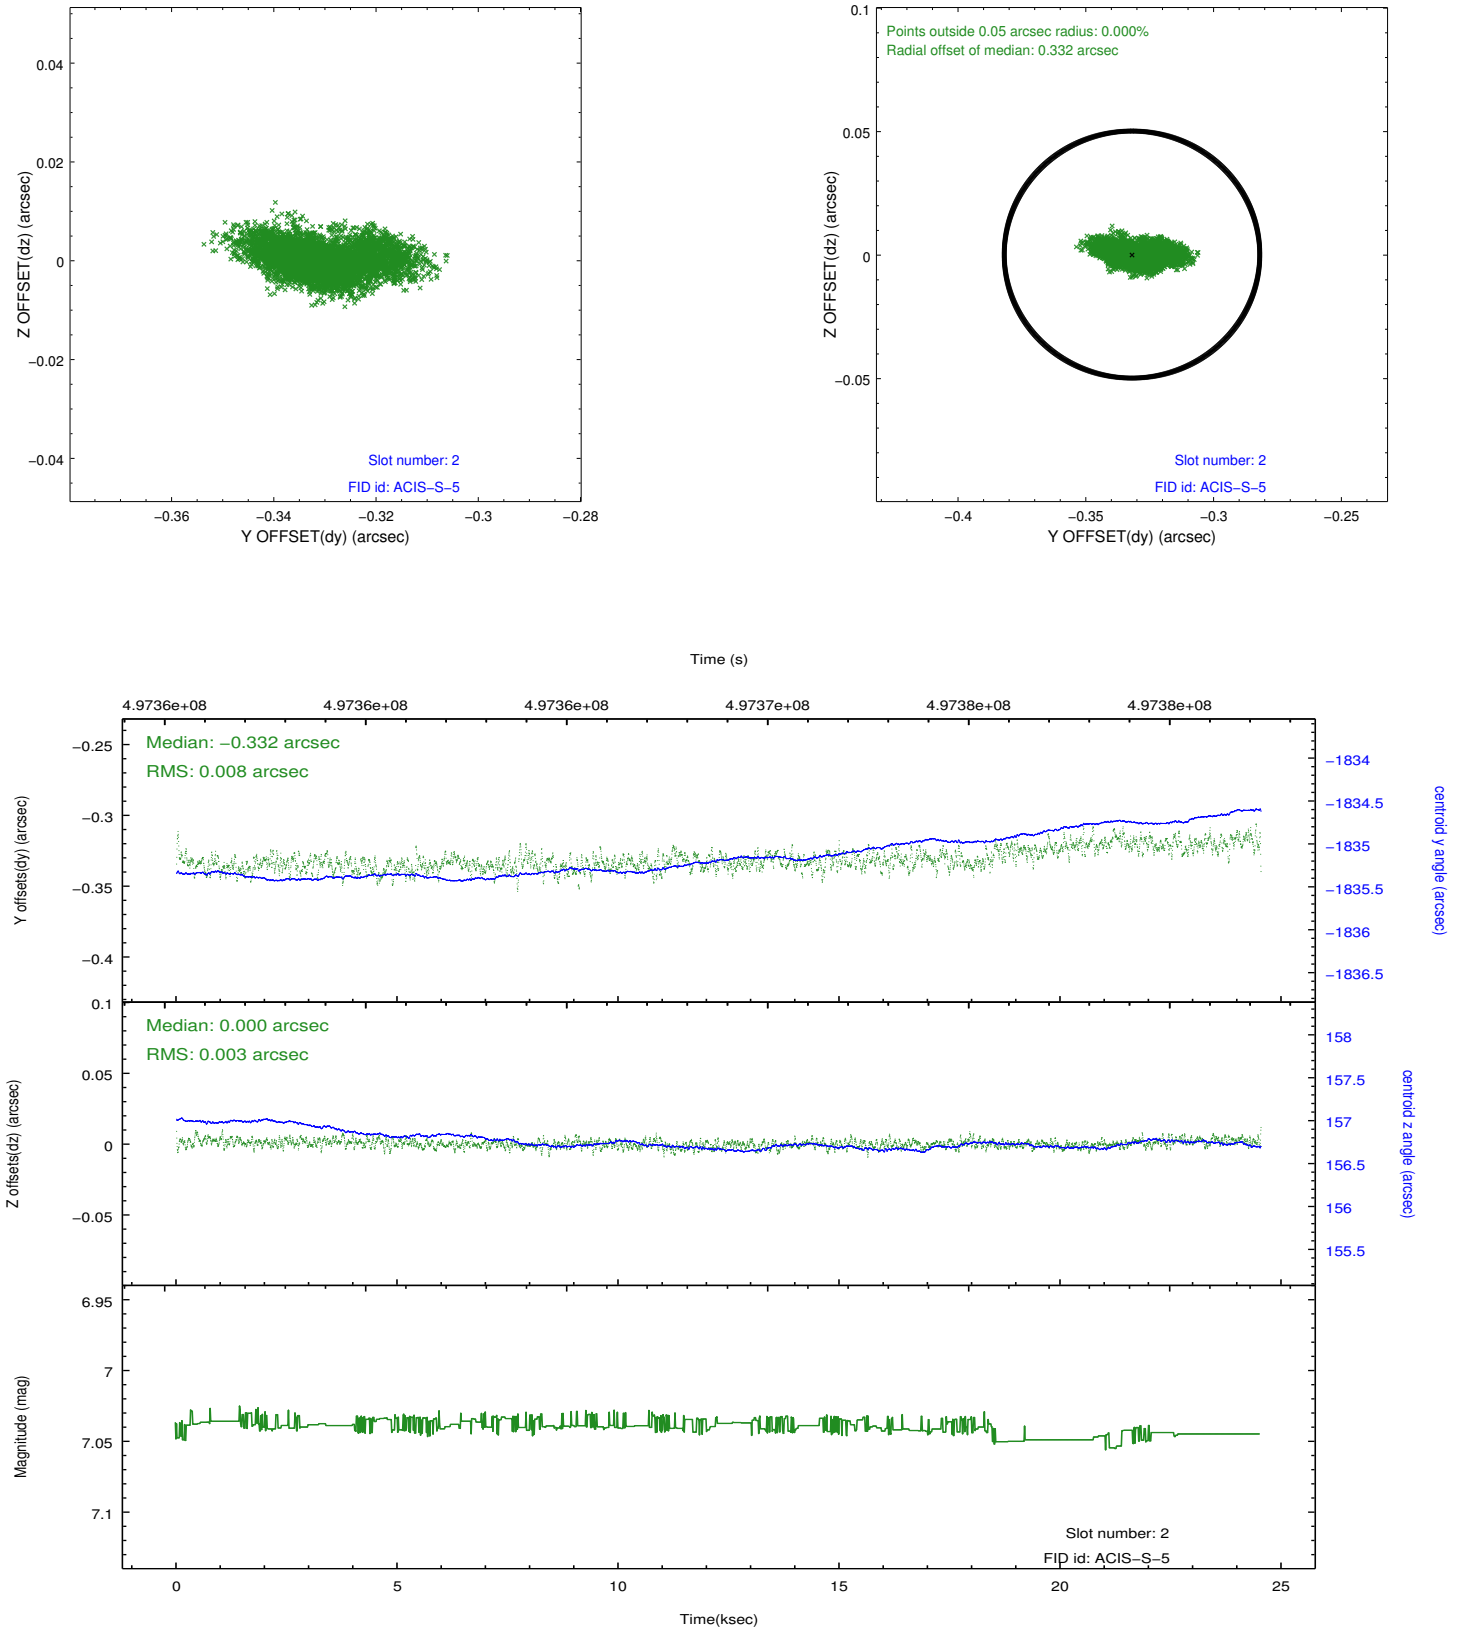 0.04
0.02
0
−0.02
−0.04
Z OFFSET(dz) (arcsec)
Slot number: 2
FID id: ACIS−S−5
−0.36
−0.34
−0.32
−0.3
−0.28
Y OFFSET(dy) (arcsec)
Points outside 0.05 arcsec radius: 0.000%
Radial offset of median: 0.332 arcsec
0.1
0.05
0
−0.05
Z OFFSET(dz) (arcsec)
Slot number: 2
FID id: ACIS−S−5
−0.4
−0.35
−0.3
−0.25
Y OFFSET(dy) (arcsec)
Time (s)
4.9736e+08
4.9736e+08
4.9736e+08
4.9737e+08
4.9738e+08
4.9738e+08
Median: −0.332 arcsec
RMS: 0.008 arcsec
−0.25
−0.3
−0.35
−0.4
Y offsets(dy) (arcsec)
−1834
−1834.5
−1835
−1835.5
−1836
−1836.5
centroid y angle (arcsec)
Median: 0.000 arcsec
RMS: 0.003 arcsec
0.1
0.05
0
−0.05
Z offsets(dz) (arcsec)
158
157.5
157
156.5
156
155.5
centroid z angle (arcsec)
6.95
7
7.05
7.1
Magnitude (mag)
Slot number: 2
FID id: ACIS−S−5
0
5
10
15
20
25
Time(ksec)